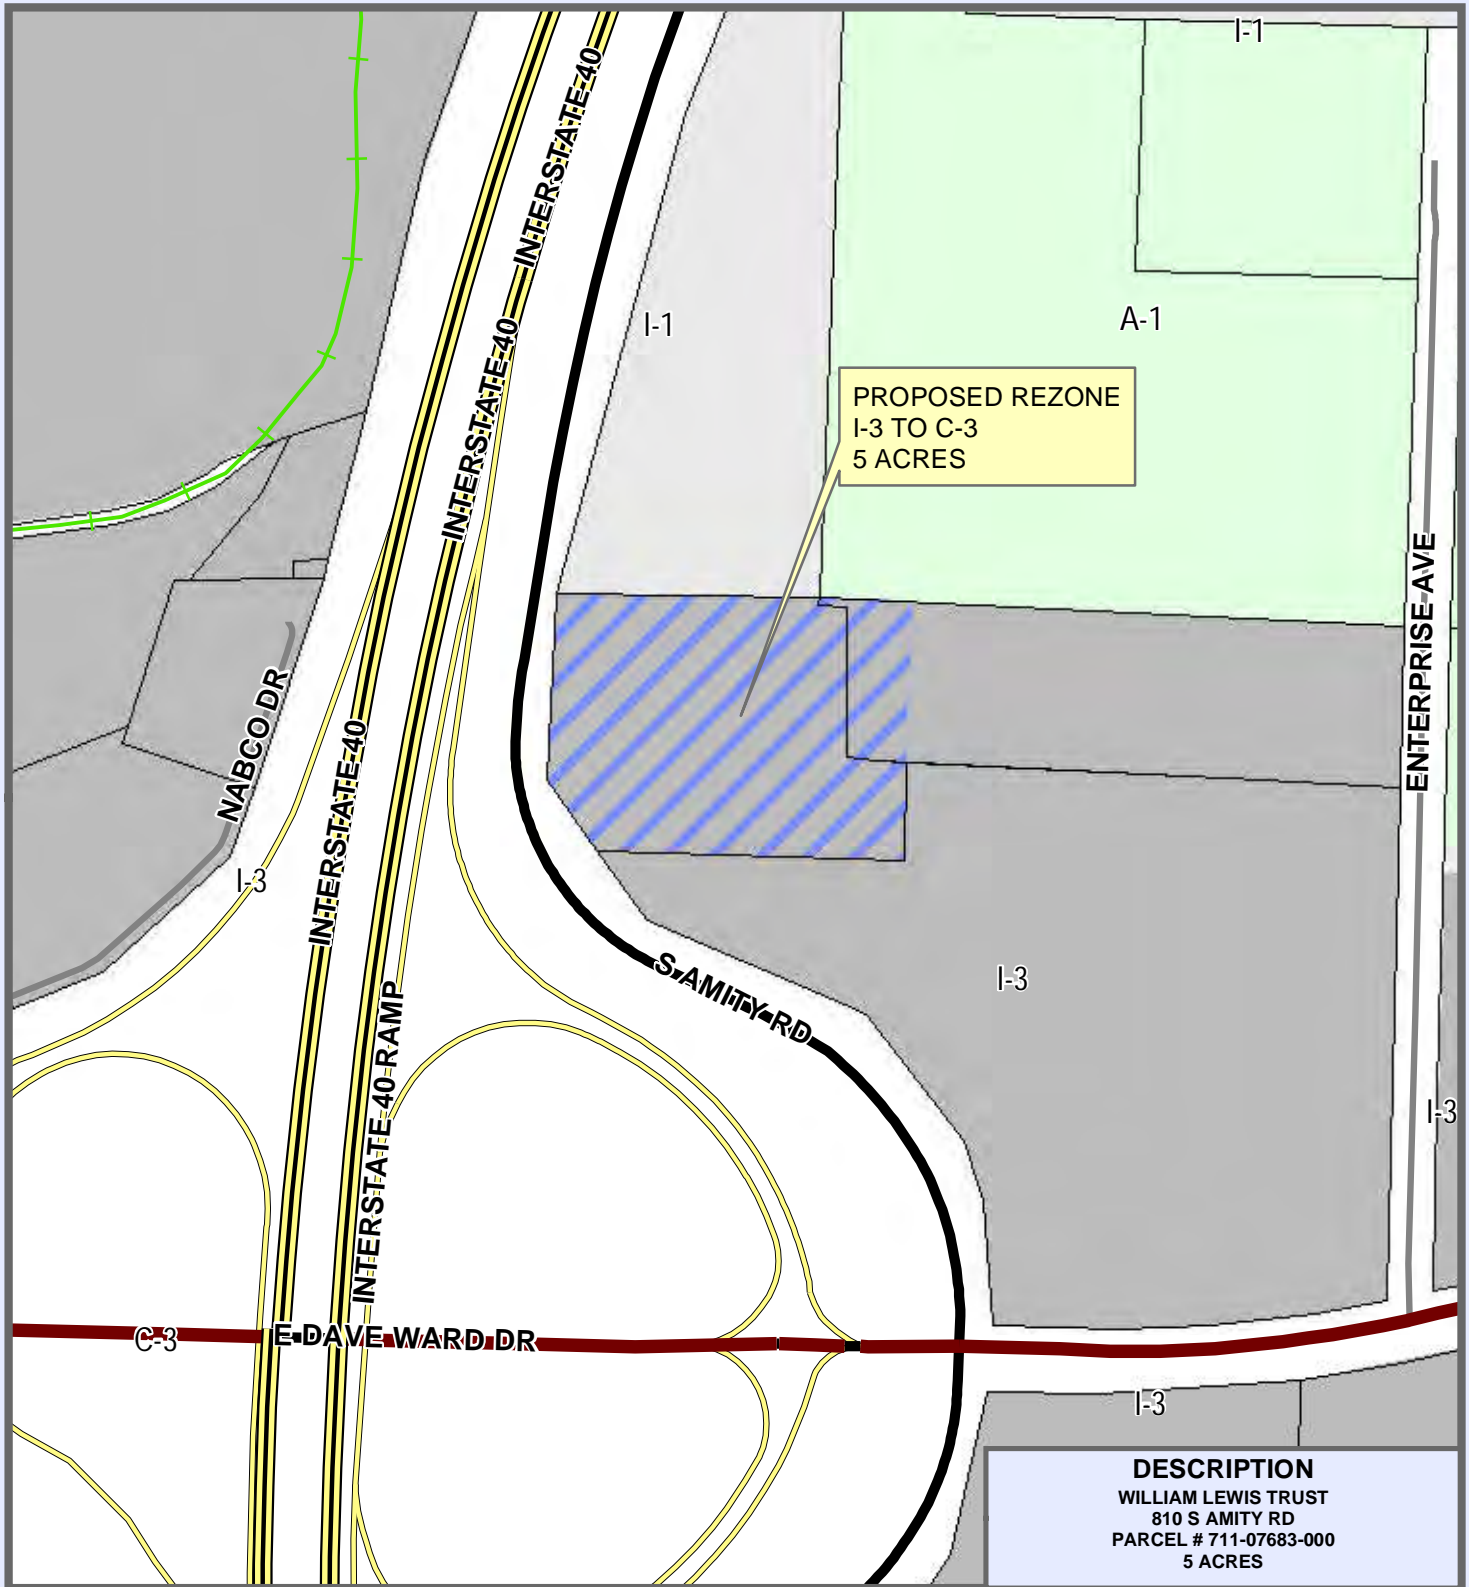 I-1
INTERSTATE 40
I-1
A-1
INTERSTATE 40
PROPOSED REZONE
I-3 TO C-3
5 ACRES
ENTERPRISE AVE
NABCO DR
INTERSTATE 40
I-3
S AMITY RD
I-3
INTERSTATE 40 RAMP
I-3
C-3
E DAVE WARD DR
I-3
DESCRIPTION
WILLIAM LEWIS TRUST
810 S AMITY RD
PARCEL # 711-07683-000
5 ACRES